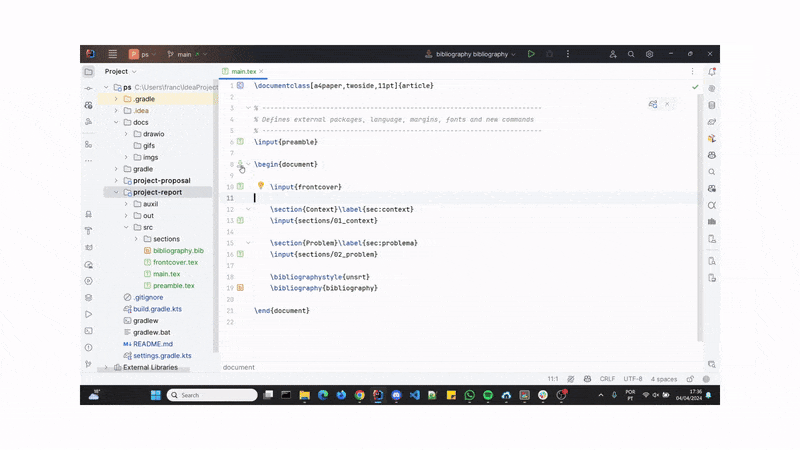 ps
main
bibliography bibliography
Project
main.tex
ps C:\Users\franc\IdeaProject
.gradle
.idea
docs
drawio
gifs
imgs
gradle
project-proposal
project-report
auxil
out
src
sections
bibliography.bib
frontcover.tex
main.tex
preamble.tex
.gitignore
build.gradle.kts
gradlew
gradlew.bat
README.md
settings.gradle.kts
External Libraries
1 \documentclass[a4paper,twoside,11pt]{article}
2
3 % ----------------------------------------------------------------------
4 % Defines external packages, language, margins, fonts and new commands
5 % ----------------------------------------------------------------------
6 \input{preamble}
7
8 \begin{document}
9
10 \input{frontcover}
11
12 \section{Context}\label{sec:context}
13 \input{sections/01_context}
14
15 \section{Problem}\label{sec:problema}
16 \input{sections/02_problem}
17
18 \bibliographystyle{unsrt}
19 \bibliography{bibliography}
20
21 \end{document}
22
document
11:1 CRLF UTF-8 4 spaces
Search
POR
PT
17:36
04/04/2024